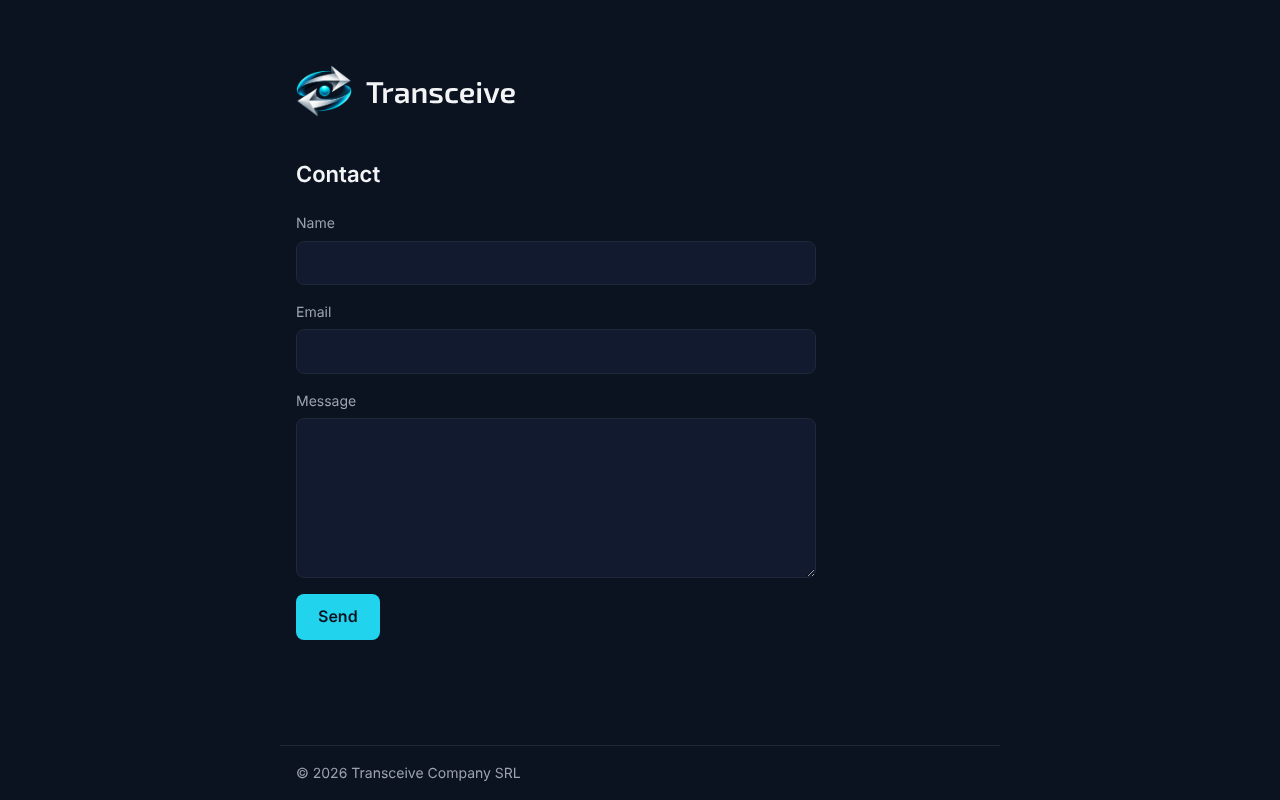 Transceive
Contact
Name
Email
Message
Send
© 2026 Transceive Company SRL